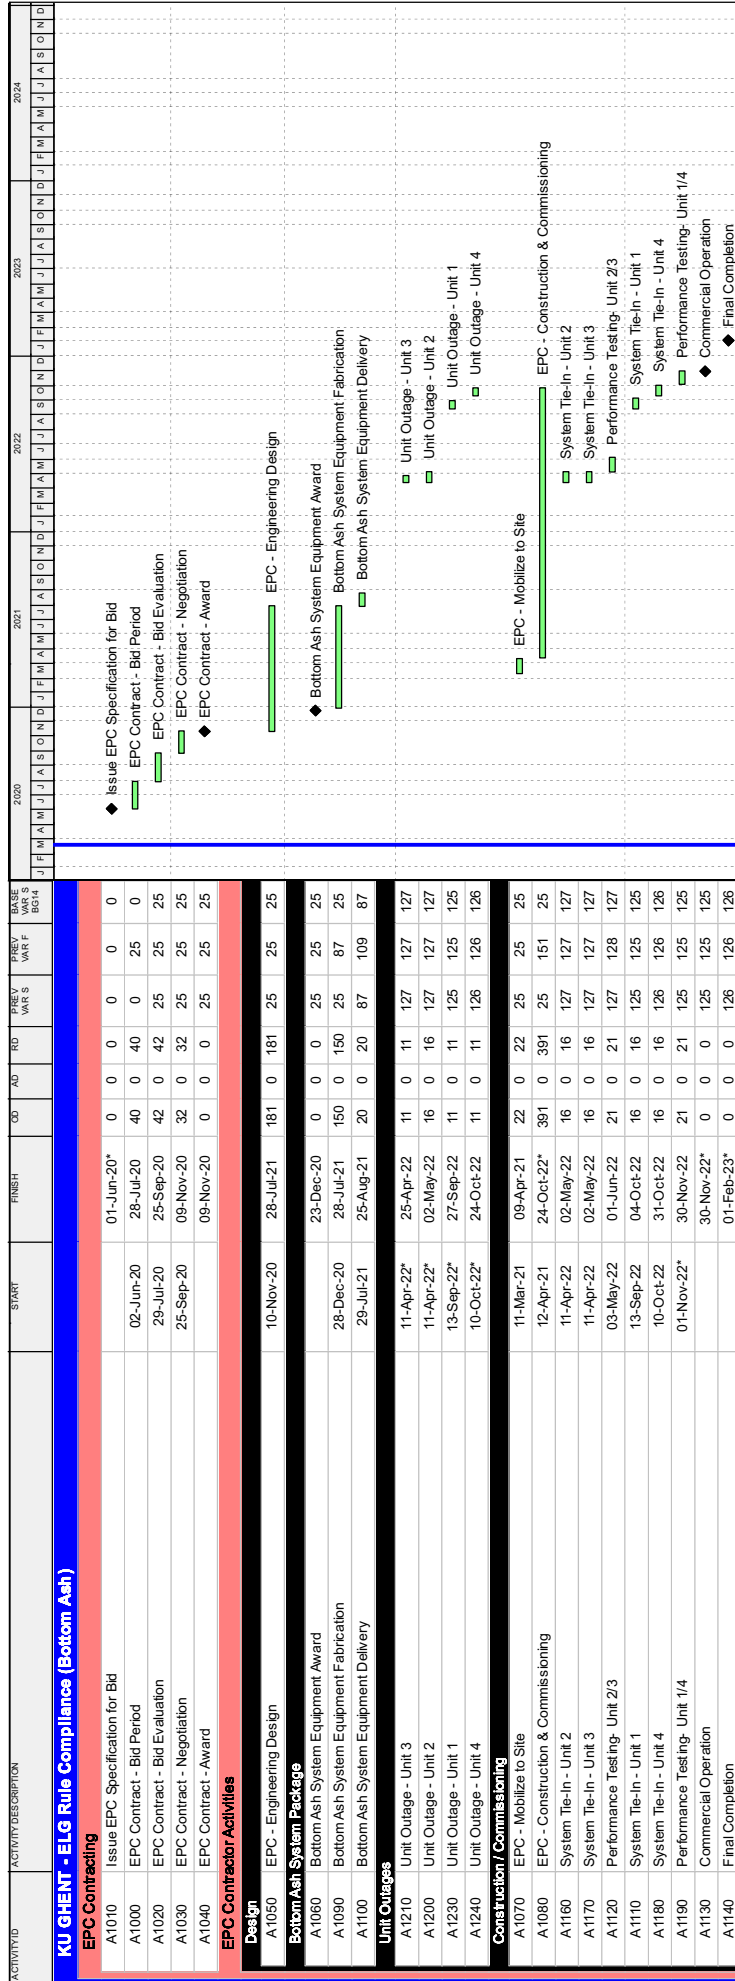 ACTIVITY ID ACTIVITY DESCRIPTION START FINISH OD AD RD PREV VAR S PREV VAR F BASE VAR S BG14 2020 2021 2022 2023 2024
J F M A M J J A S O N D J F M A M J J A S O N D J F M A M J J A S O N D J F M A M J J A S O N D J F M A M J J A S O N D
KU GHENT - ELG Rule Compliance (Bottom Ash)
EPC Contracting
A1010 Issue EPC Specification for Bid 01-Jun-20* 0 0 0 0 0 0 Issue EPC Specification for Bid
A1000 EPC Contract - Bid Period 02-Jun-20 28-Jul-20 40 0 40 0 25 0 EPC Contract - Bid Period
A1020 EPC Contract - Bid Evaluation 29-Jul-20 25-Sep-20 42 0 42 25 25 25 EPC Contract - Bid Evaluation
A1030 EPC Contract - Negotiation 25-Sep-20 09-Nov-20 32 0 32 25 25 25 EPC Contract - Negotiation
A1040 EPC Contract - Award 09-Nov-20 0 0 0 25 25 25 EPC Contract - Award
EPC Contractor Activities
Design
A1050 EPC - Engineering Design 10-Nov-20 28-Jul-21 181 0 181 25 25 25 EPC - Engineering Design
Bottom Ash System Package
A1060 Bottom Ash System Equipment Award 23-Dec-20 0 0 0 25 25 25 Bottom Ash System Equipment Award
A1090 Bottom Ash System Equipment Fabrication 28-Dec-20 28-Jul-21 150 0 150 25 87 25 Bottom Ash System Equipment Fabrication
A1100 Bottom Ash System Equipment Delivery 29-Jul-21 25-Aug-21 20 0 20 87 109 87 Bottom Ash System Equipment Delivery
Unit Outages
A1210 Unit Outage - Unit 3 11-Apr-22* 25-Apr-22 11 0 11 127 127 127 Unit Outage - Unit 3
A1200 Unit Outage - Unit 2 11-Apr-22* 02-May-22 16 0 16 127 127 127 Unit Outage - Unit 2
A1230 Unit Outage - Unit 1 13-Sep-22* 27-Sep-22 11 0 11 125 125 125 Unit Outage - Unit 1
A1240 Unit Outage - Unit 4 10-Oct-22* 24-Oct-22 11 0 11 126 126 126 Unit Outage - Unit 4
Construction / Commissioning
A1070 EPC - Mobilize to Site 11-Mar-21 09-Apr-21 22 0 22 25 25 25 EPC - Mobilize to Site
A1080 EPC - Construction & Commissioning 12-Apr-21 24-Oct-22* 391 0 391 25 151 25 EPC - Construction & Commissioning
A1160 System Tie-In - Unit 2 11-Apr-22 02-May-22 16 0 16 127 127 127 System Tie-In - Unit 2
A1170 System Tie-In - Unit 3 11-Apr-22 02-May-22 16 0 16 127 127 127 System Tie-In - Unit 3
A1120 Performance Testing- Unit 2/3 03-May-22 01-Jun-22 21 0 21 127 128 127 Performance Testing- Unit 2/3
A1110 System Tie-In - Unit 1 13-Sep-22 04-Oct-22 16 0 16 125 125 125 System Tie-In - Unit 1
A1180 System Tie-In - Unit 4 10-Oct-22 31-Oct-22 16 0 16 126 126 126 System Tie-In - Unit 4
A1190 Performance Testing- Unit 1/4 01-Nov-22* 30-Nov-22 21 0 21 125 125 125 Performance Testing- Unit 1/4
A1130 Commercial Operation 30-Nov-22* 0 0 0 125 125 125 Commercial Operation
A1140 Final Completion 01-Feb-23* 0 0 0 126 126 126 Final Completion